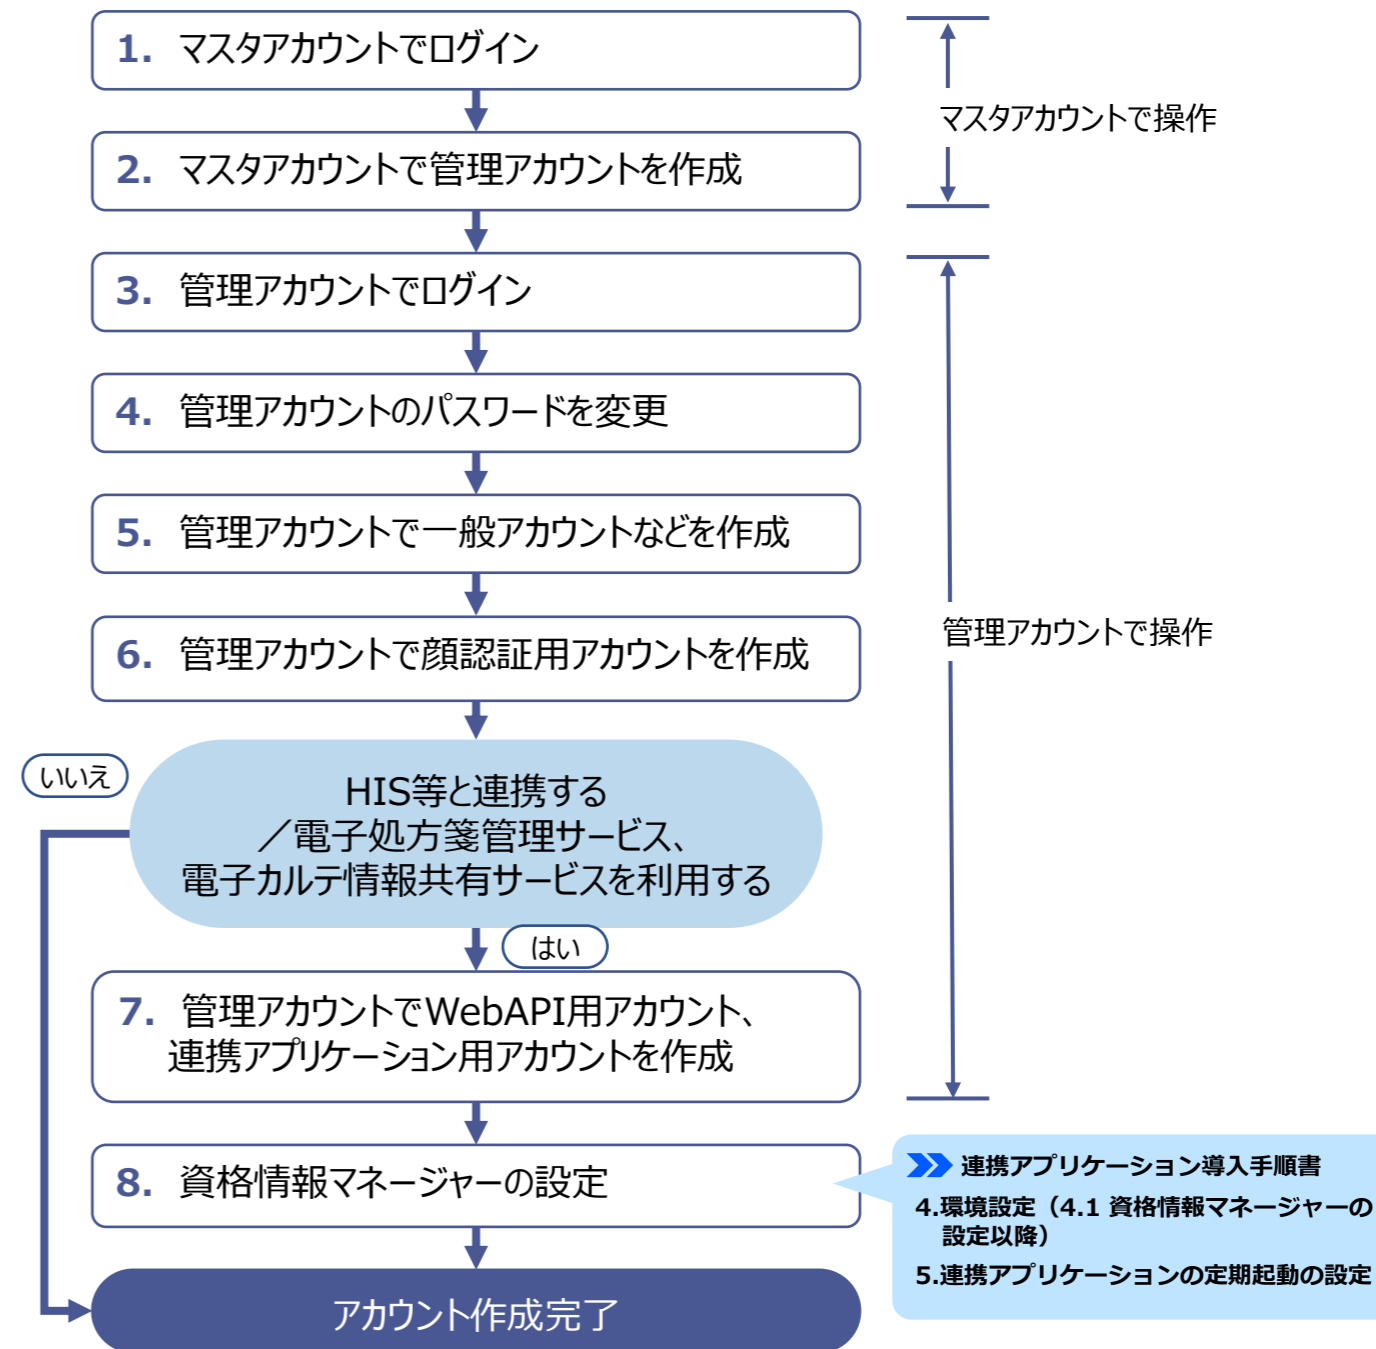 1. マスタアカウントでログイン
マスタアカウントで操作
2. マスタアカウントで管理アカウントを作成
3. 管理アカウントでログイン
4. 管理アカウントのパスワードを変更
5. 管理アカウントで一般アカウントなどを作成
管理アカウントで操作
6. 管理アカウントで顔認証用アカウントを作成
いいえ
HIS等と連携する
／電子処方箋管理サービス、
電子カルテ情報共有サービスを利用する
はい
7. 管理アカウントでWebAPI用アカウント、
連携アプリケーション用アカウントを作成
8. 資格情報マネージャーの設定
連携アプリケーション導入手順書
4.環境設定（4.1 資格情報マネージャーの
設定以降）
5.連携アプリケーションの定期起動の設定
アカウント作成完了